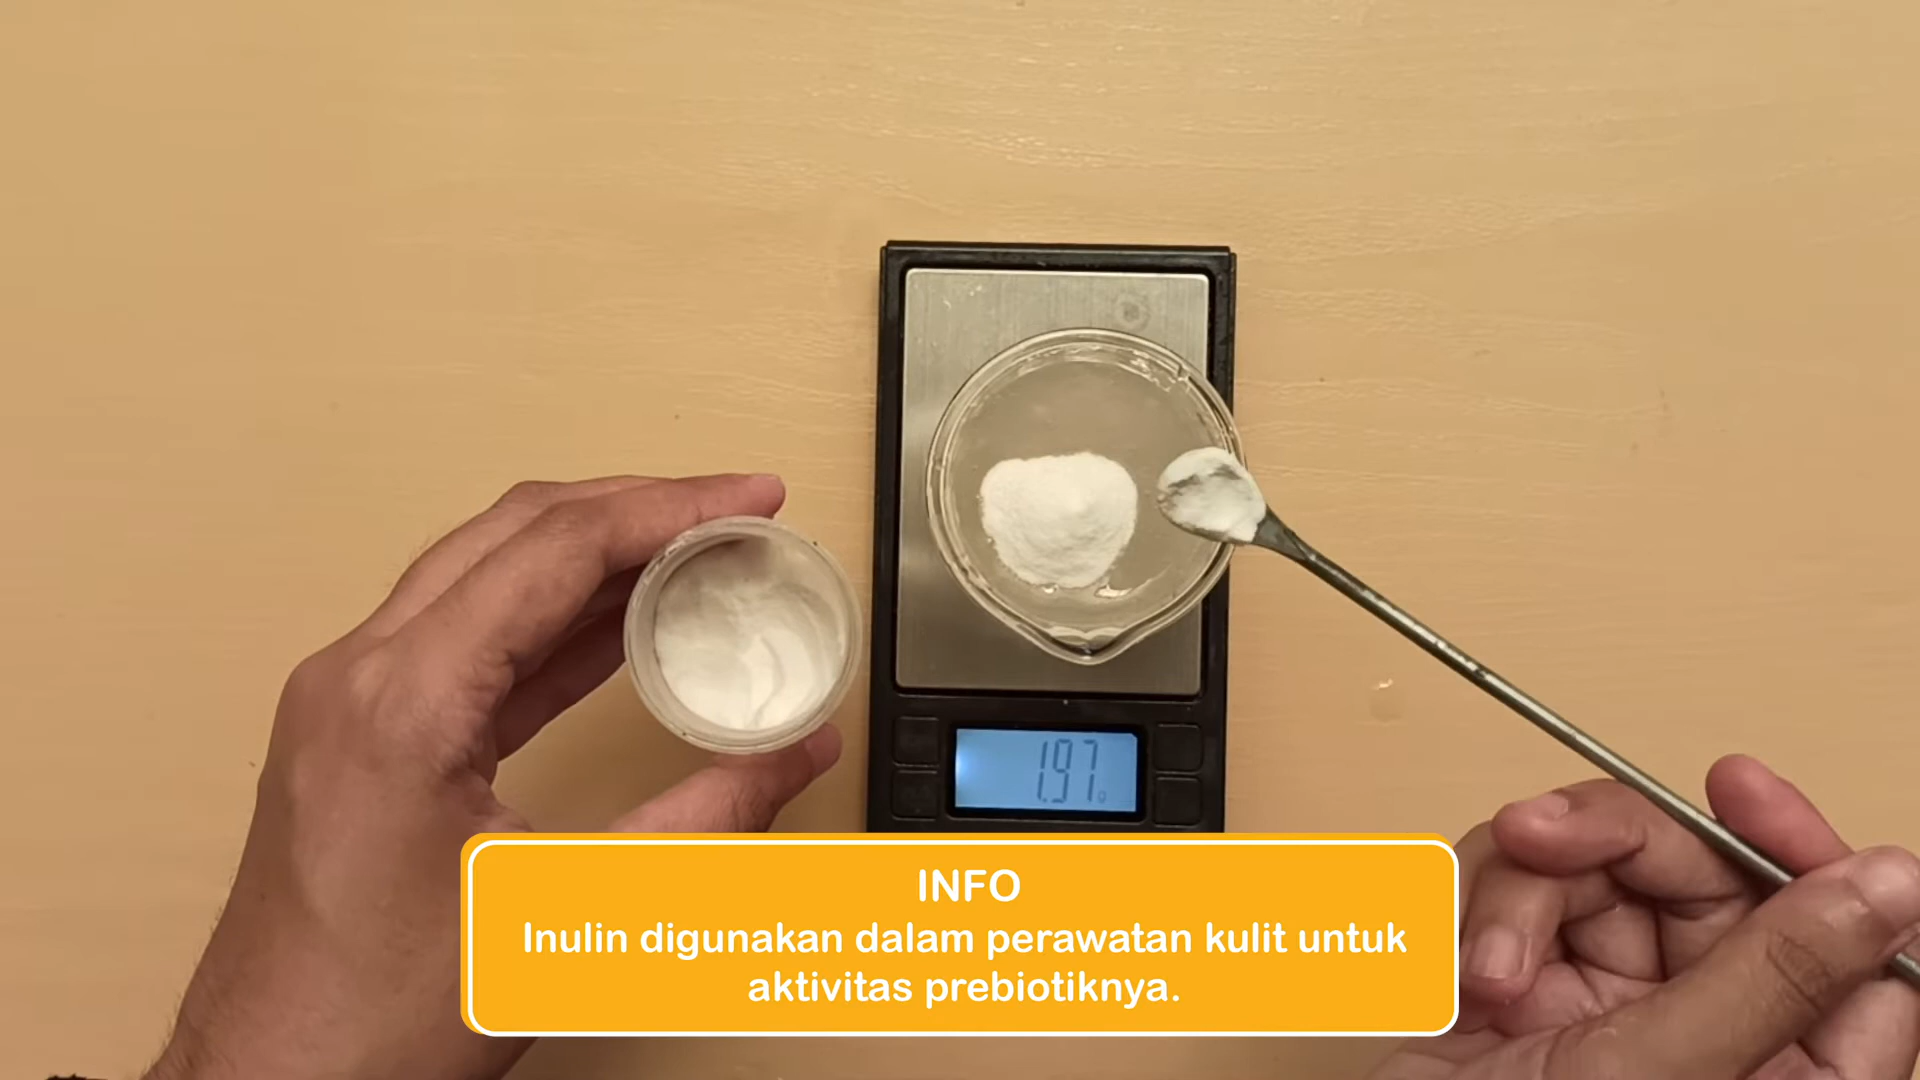 1.97 g
INFO
Inulin digunakan dalam perawatan kulit untuk
aktivitas prebiotiknya.